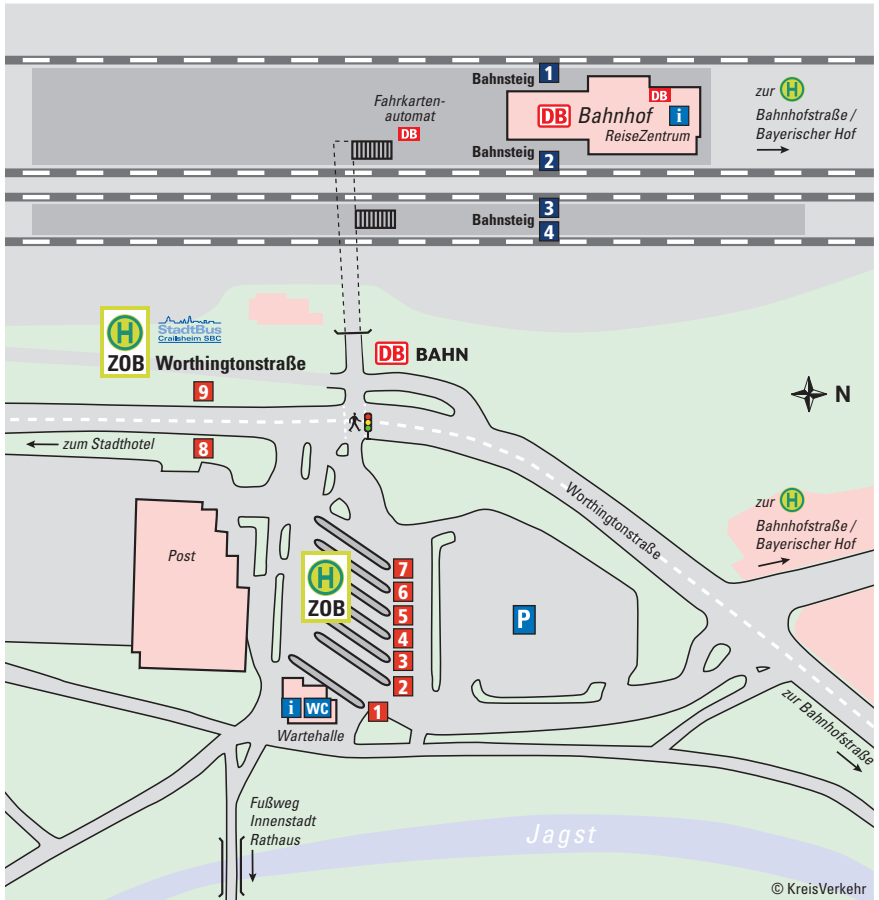 Bahnsteig 1
Fahrkarten-
automat
DB
DB
DB Bahnhof i
ReiseZentrum
zur H
Bahnhofstraße /
Bayerischer Hof
Bahnsteig 2
3
Bahnsteig
4
H
ZOB
StadtBus
Crailsheim SBC
Worthingtonstraße
DB BAHN
9
N
zum Stadthotel
8
Worthingtonstraße
zur H
Bahnhofstraße /
Bayerischer Hof
Post
H
ZOB
7
6
5
4
3
2
1
P
i WC
Wartehalle
zur Bahnhofstraße
Fußweg
Innenstadt
Rathaus
Jagst
© KreisVerkehr